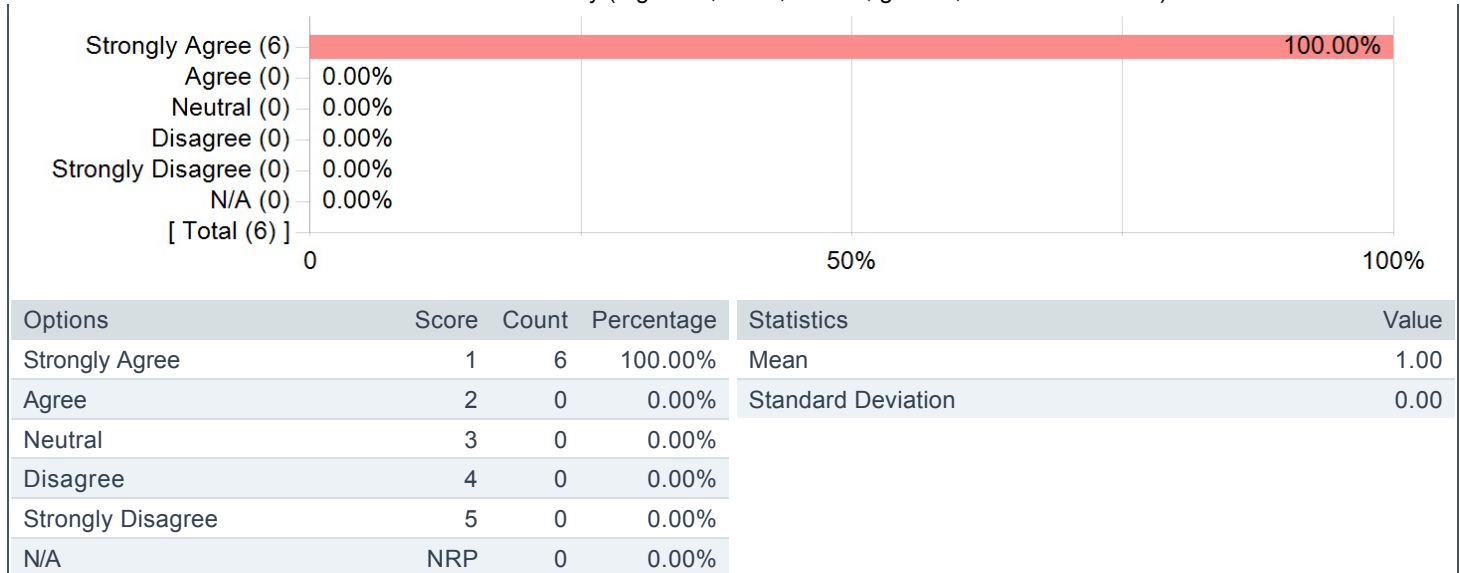 Strongly Agree (6) 100.00%
Agree (0) 0.00%
Neutral (0) 0.00%
Disagree (0) 0.00%
Strongly Disagree (0) 0.00%
N/A (0) 0.00%
[ Total (6) ]
0 50% 100%
Options Score Count Percentage Statistics Value
Strongly Agree 1 6 100.00% Mean 1.00
Agree 2 0 0.00% Standard Deviation 0.00
Neutral 3 0 0.00%
Disagree 4 0 0.00%
Strongly Disagree 5 0 0.00%
N/A NRP 0 0.00%